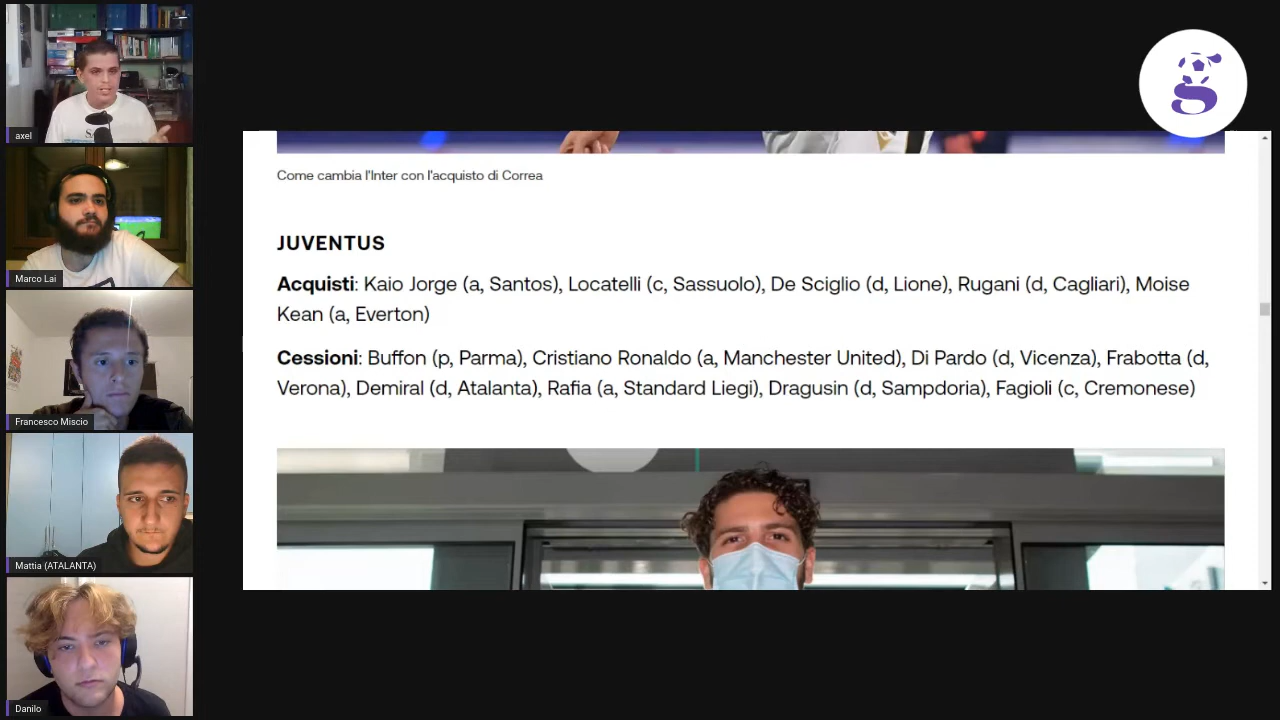 axel
Marco Lai
Francesco Miscio
Mattia (ATALANTA)
Danilo
Come cambia l'Inter con l'acquisto di Correa
JUVENTUS
Acquisti: Kaio Jorge (a, Santos), Locatelli (c, Sassuolo), De Sciglio (d, Lione), Rugani (d, Cagliari), Moise
Kean (a, Everton)
Cessioni: Buffon (p, Parma), Cristiano Ronaldo (a, Manchester United), Di Pardo (d, Vicenza), Frabotta (d,
Verona), Demiral (d, Atalanta), Rafia (a, Standard Liegi), Dragusin (d, Sampdoria), Fagioli (c, Cremonese)